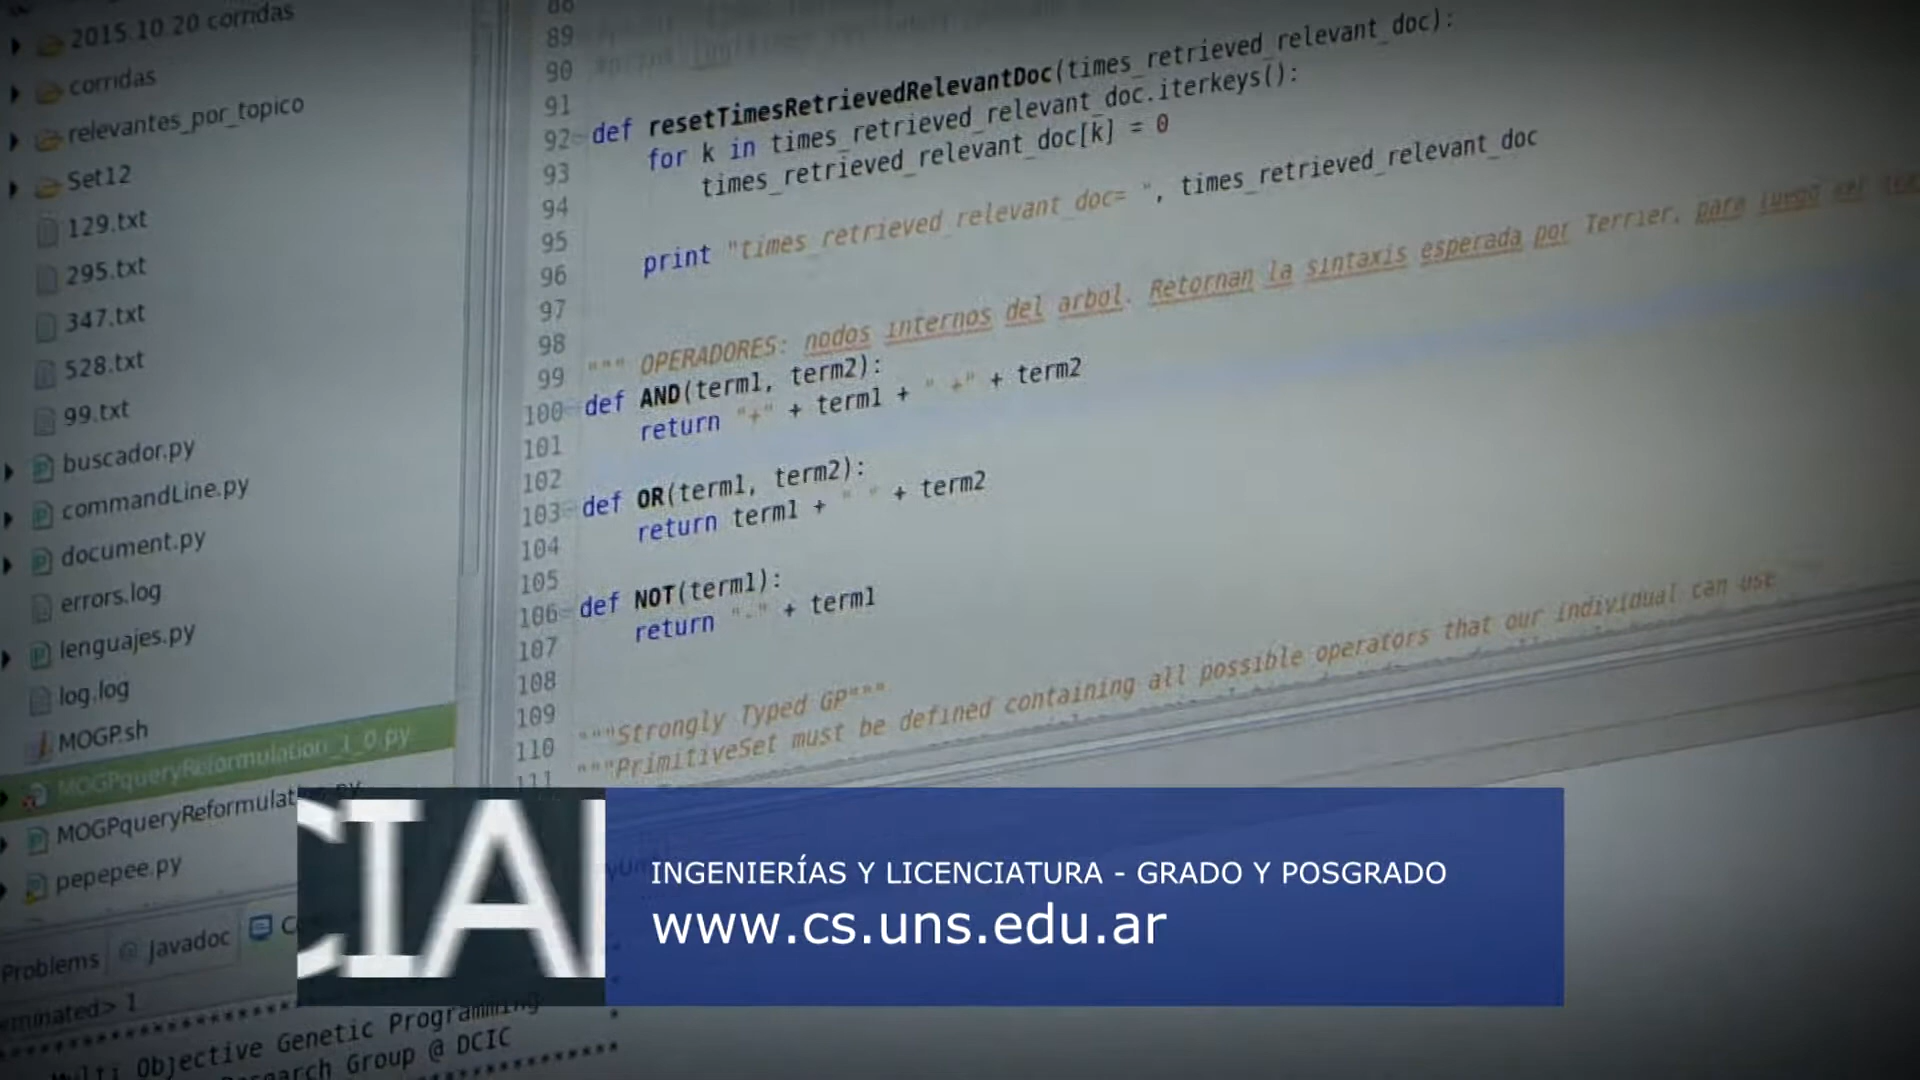 2015.10.20 corridas
corridas
relevantes_por_topico
Set12
129.txt
295.txt
347.txt
528.txt
99.txt
buscador.py
commandLine.py
document.py
errors.log
lenguajes.py
log.log
MOGP.sh
MOGPqueryReformulation_1_0.py
pepepee.py
89
90
91
92 def resetTimesRetrievedRelevantDoc(times_retrieved_relevant_doc):
93 for k in times_retrieved_relevant_doc.iterkeys():
94 times_retrieved_relevant_doc[k] = 0
95
96 print "times_retrieved_relevant_doc= ", times_retrieved_relevant_doc
97
98
99 """ OPERADORES: nodos internos del arbol. Retornan la sintaxis esperada por Terrier, para luego
100 def AND(term1, term2):
101 return "+" + term1 + " +" + term2
102
103 def OR(term1, term2):
104 return term1 + " " + term2
105
106 def NOT(term1):
107 return "-" + term1
108
109
110 """Strongly Typed GP"""
111 """PrimitiveSet must be defined containing all possible operators that our individual can use
Problems Javadoc
1
Objective Genetic Programming
Group @ DCIC
CIA
INGENIERÍAS Y LICENCIATURA - GRADO Y POSGRADO
www.cs.uns.edu.ar